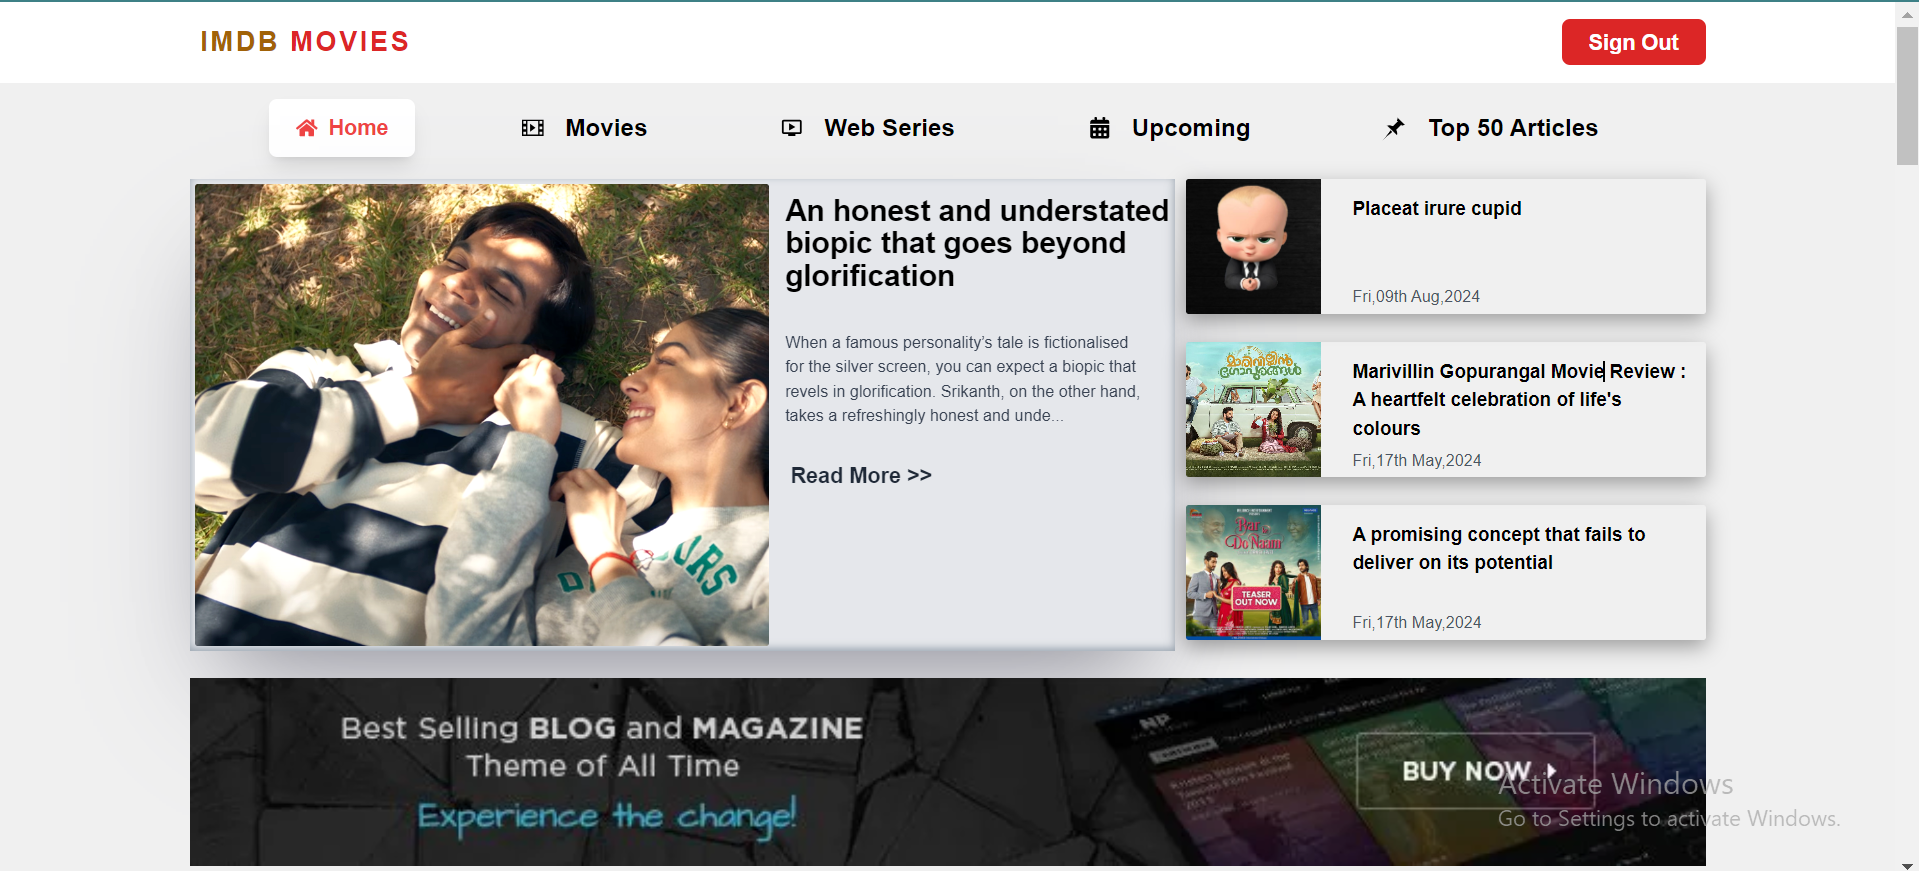 IMDB MOVIES
Sign Out
Home
Movies
Web Series
Upcoming
Top 50 Articles
An honest and understated
biopic that goes beyond
glorification
When a famous personality’s tale is fictionalised
for the silver screen, you can expect a biopic that
revels in glorification. Srikanth, on the other hand,
takes a refreshingly honest and unde...
Read More >>
Placeat irure cupid
Fri,09th Aug,2024
മാരിവില്ലിൻ
ഗോപുരങ്ങൾ
Marivillin Gopurangal Movie Review :
A heartfelt celebration of life's
colours
Fri,17th May,2024
Pyar ke
Do Naam
TEASER
OUT NOW
A promising concept that fails to
deliver on its potential
Fri,17th May,2024
Best Selling BLOG and MAGAZINE
Theme of All Time
Experience the change!
NP
BUY NOW
Activate Windows
Go to Settings to activate Windows.